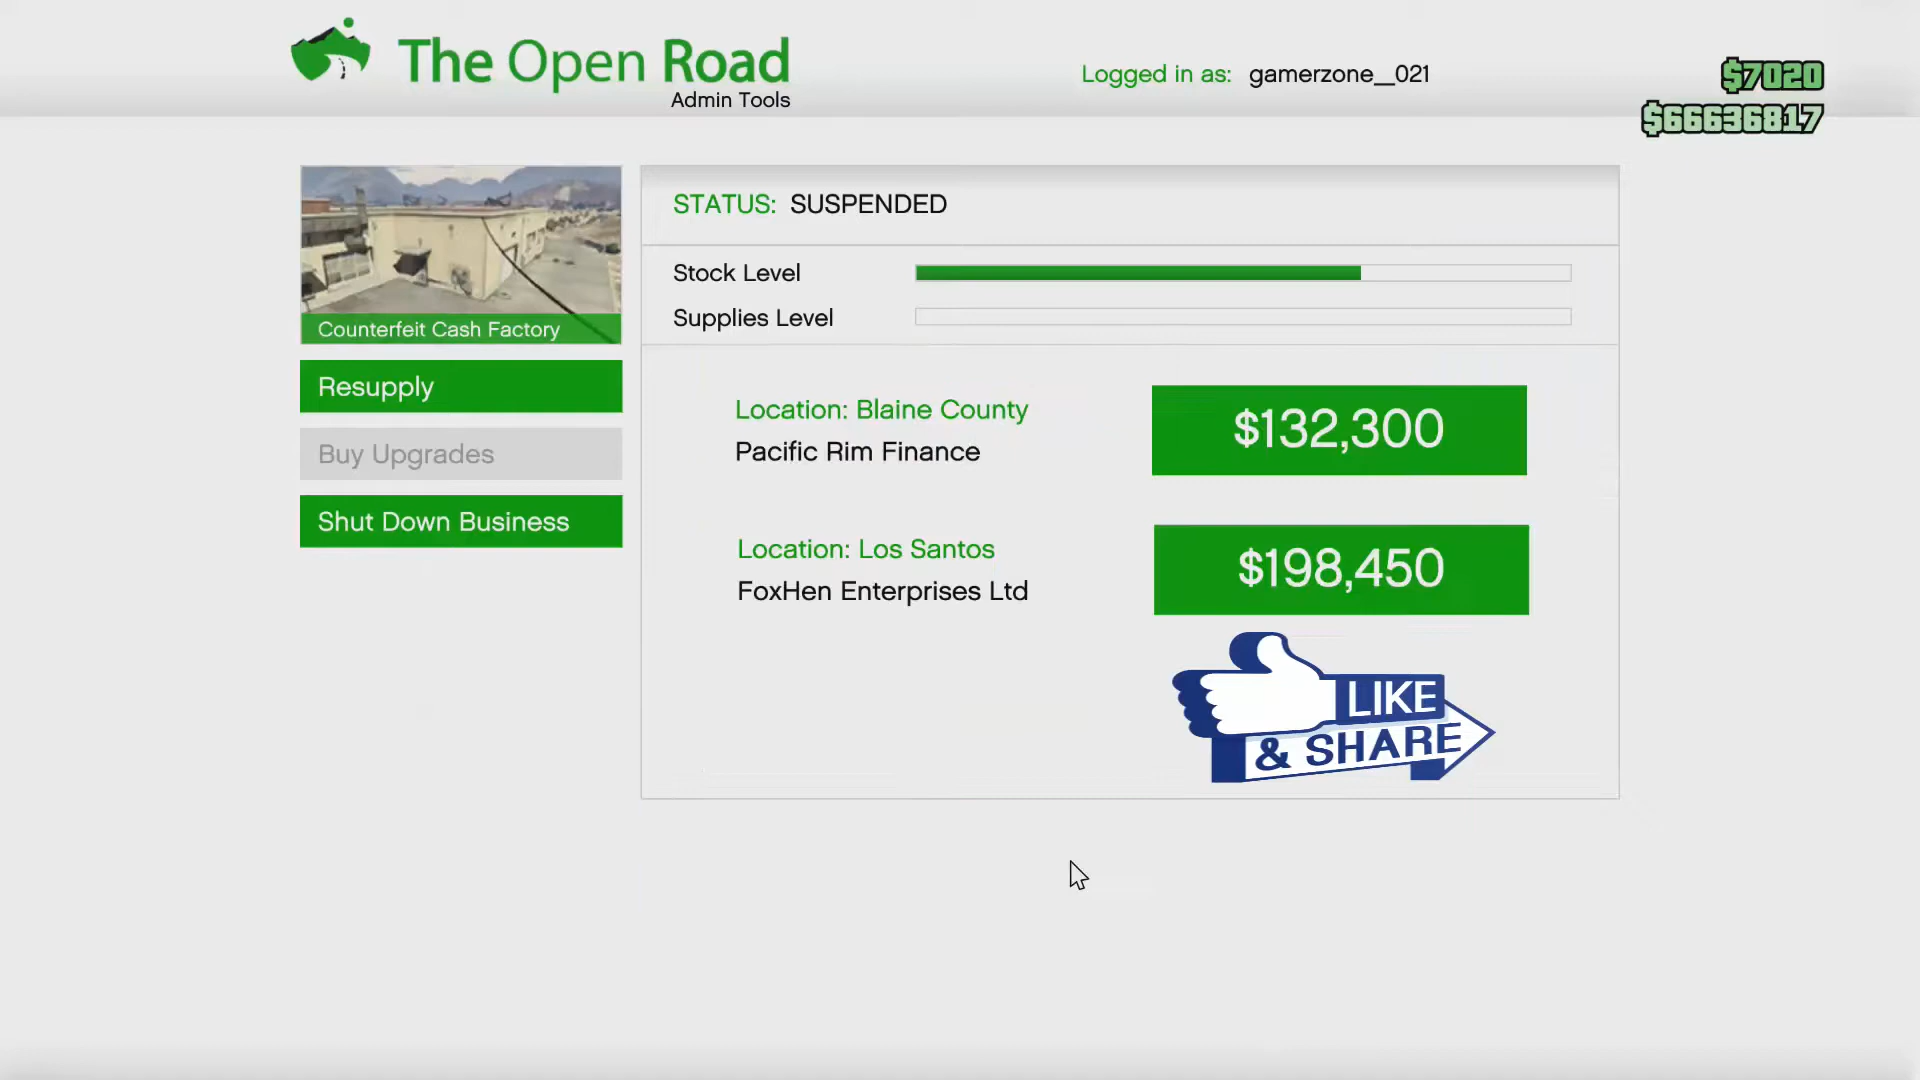 The Open Road
Admin Tools
Logged in as: gamerzone__021
$7020
$66636817
STATUS: SUSPENDED
Stock Level
Supplies Level
Counterfeit Cash Factory
Resupply
Buy Upgrades
Shut Down Business
Location: Blaine County
Pacific Rim Finance
$132,300
Location: Los Santos
FoxHen Enterprises Ltd
$198,450
LIKE
& SHARE